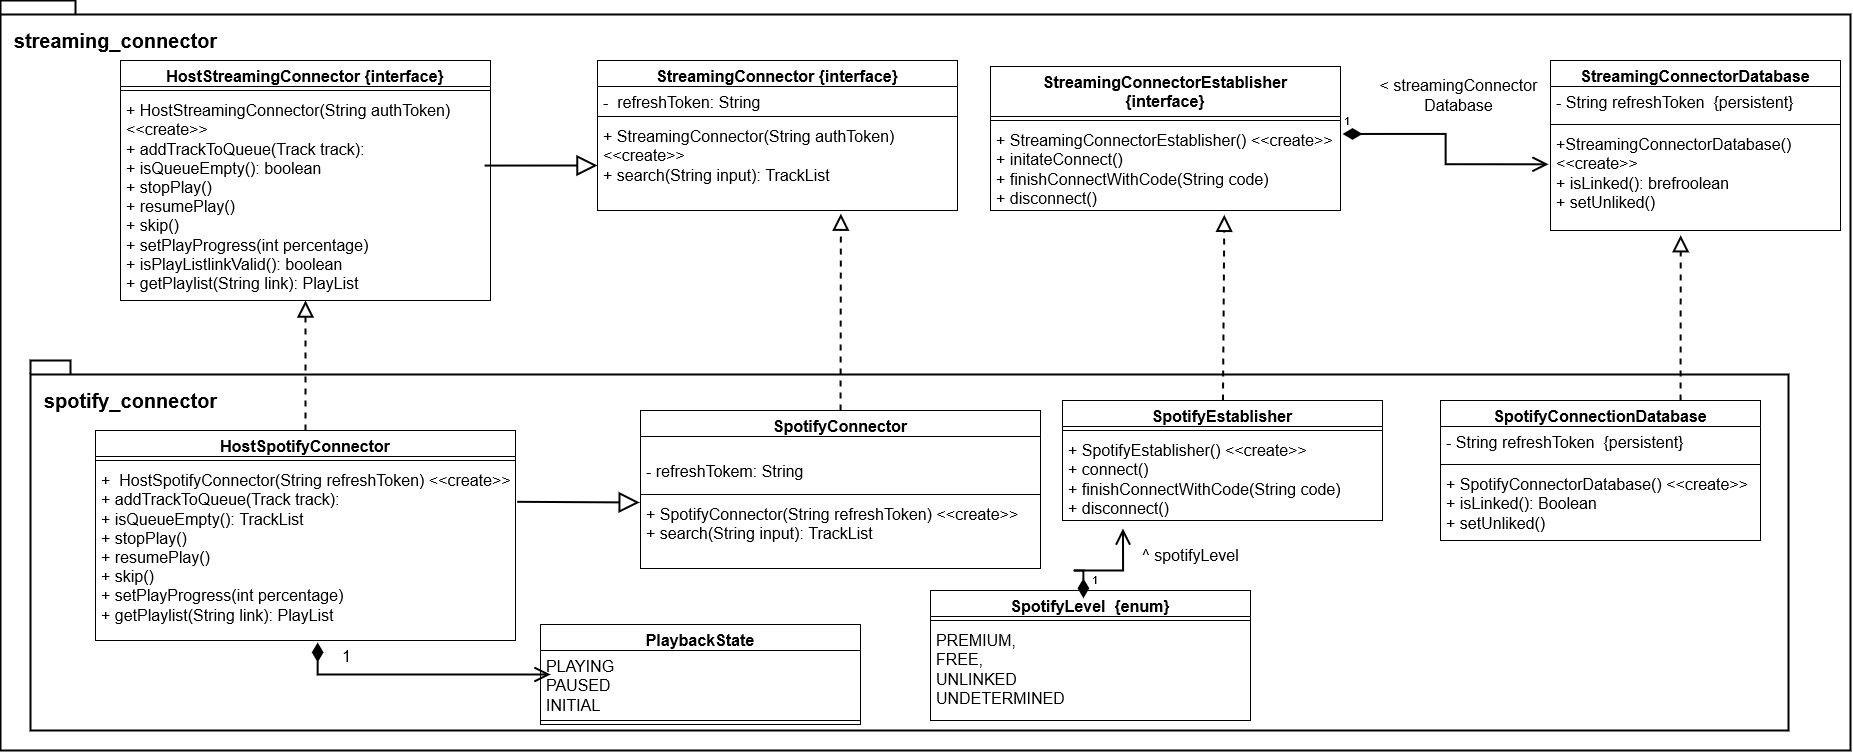 streaming_connector
HostStreamingConnector {interface}
+ HostStreamingConnector(String authToken)
<<create>>
+ addTrackToQueue(Track track):
+ isQueueEmpty(): boolean
+ stopPlay()
+ resumePlay()
+ skip()
+ setPlayProgress(int percentage)
+ isPlayListlinkValid(): boolean
+ getPlaylist(String link): PlayList
StreamingConnector {interface}
- refreshToken: String
+ StreamingConnector(String authToken)
<<create>>
+ search(String input): TrackList
StreamingConnectorEstablisher
{interface}
+ StreamingConnectorEstablisher() <<create>>
+ initateConnect()
+ finishConnectWithCode(String code)
+ disconnect()
1
< streamingConnector
Database
StreamingConnectorDatabase
- String refreshToken {persistent}
+StreamingConnectorDatabase()
<<create>>
+ isLinked(): brefroolean
+ setUnliked()
spotify_connector
HostSpotifyConnector
+ HostSpotifyConnector(String refreshToken) <<create>>
+ addTrackToQueue(Track track):
+ isQueueEmpty(): TrackList
+ stopPlay()
+ resumePlay()
+ skip()
+ setPlayProgress(int percentage)
+ getPlaylist(String link): PlayList
1
SpotifyConnector
- refreshTokem: String
+ SpotifyConnector(String refreshToken) <<create>>
+ search(String input): TrackList
SpotifyEstablisher
+ SpotifyEstablisher() <<create>>
+ connect()
+ finishConnectWithCode(String code)
+ disconnect()
^ spotifyLevel
1
SpotifyConnectionDatabase
- String refreshToken {persistent}
+ SpotifyConnectorDatabase() <<create>>
+ isLinked(): Boolean
+ setUnliked()
PlaybackState
PLAYING
PAUSED
INITIAL
SpotifyLevel {enum}
PREMIUM,
FREE,
UNLINKED
UNDETERMINED